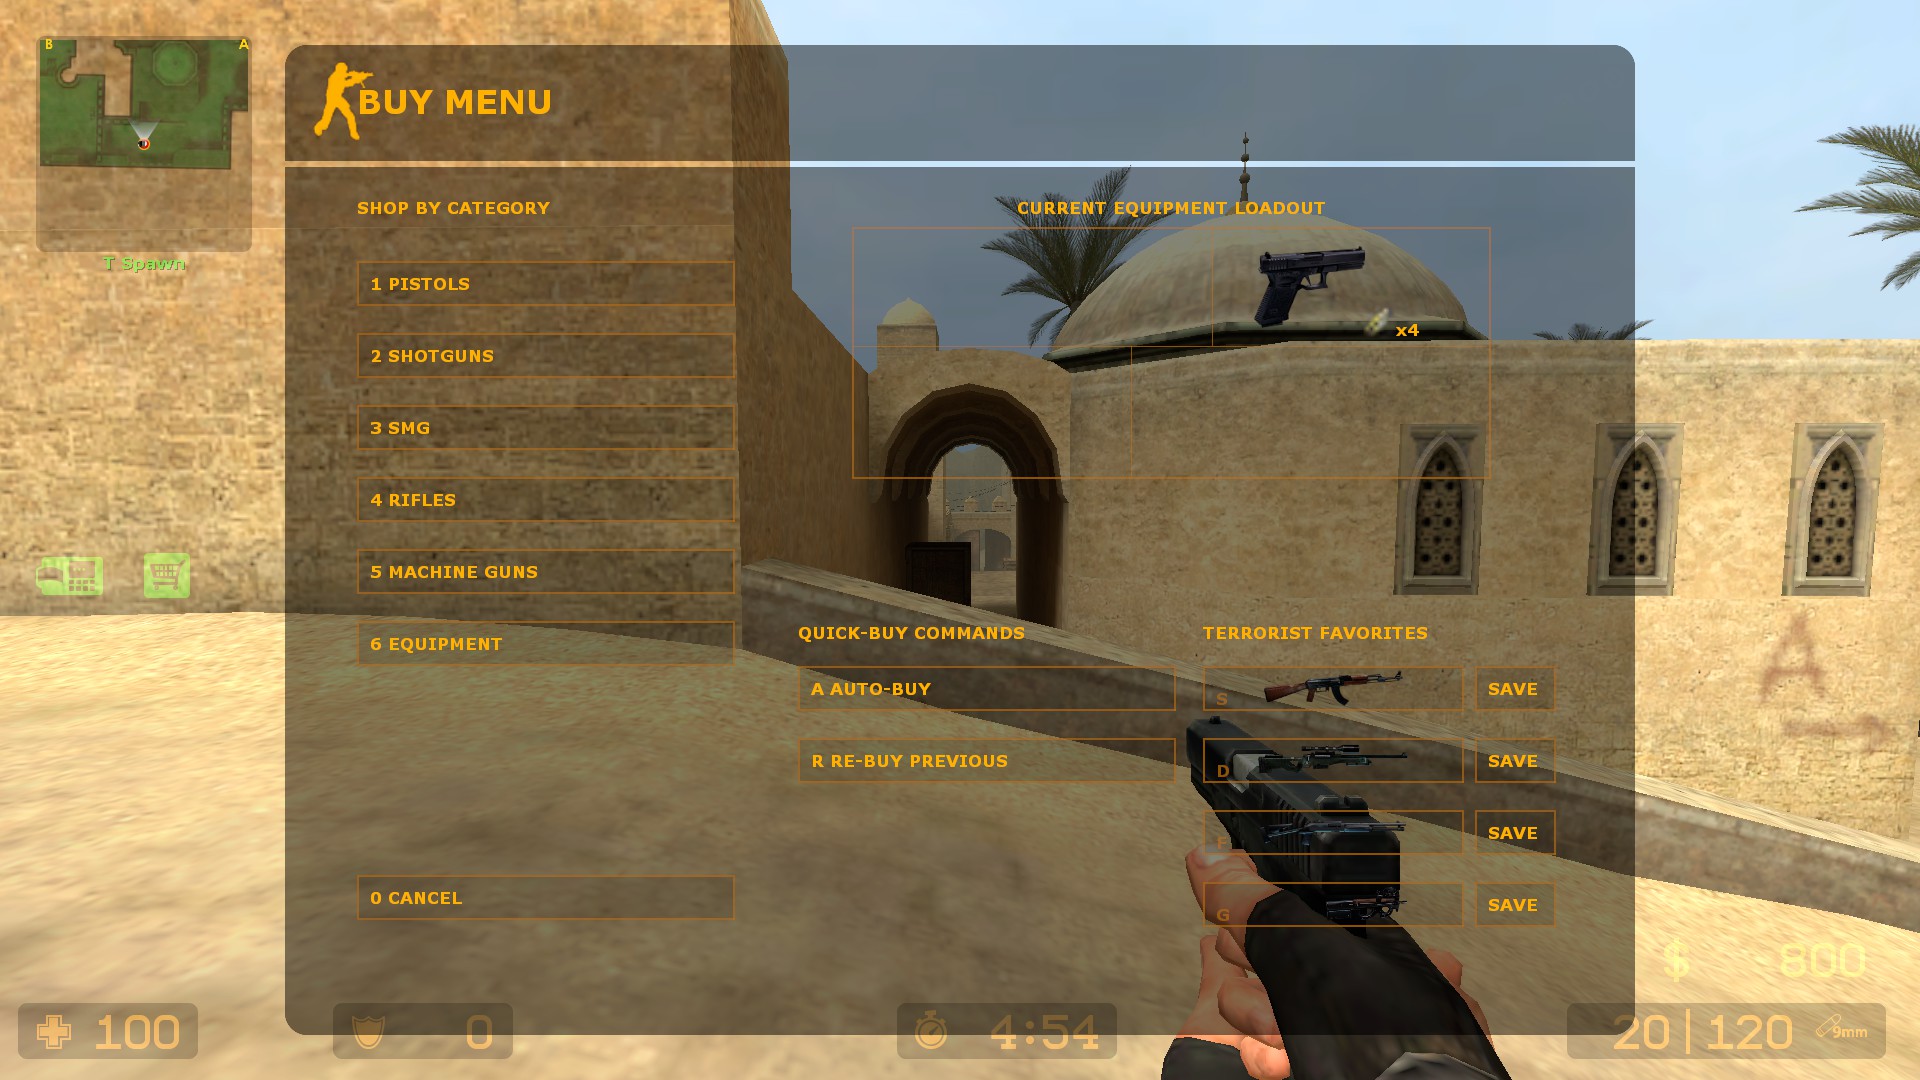 B A
T Spawn
BUY MENU
SHOP BY CATEGORY
1 PISTOLS
2 SHOTGUNS
3 SMG
4 RIFLES
5 MACHINE GUNS
6 EQUIPMENT
0 CANCEL
CURRENT EQUIPMENT LOADOUT
x4
QUICK-BUY COMMANDS
A AUTO-BUY
R RE-BUY PREVIOUS
TERRORIST FAVORITES
S SAVE
D SAVE
F SAVE
G SAVE
A
$ 800
100
0
4:54
20|120 9mm